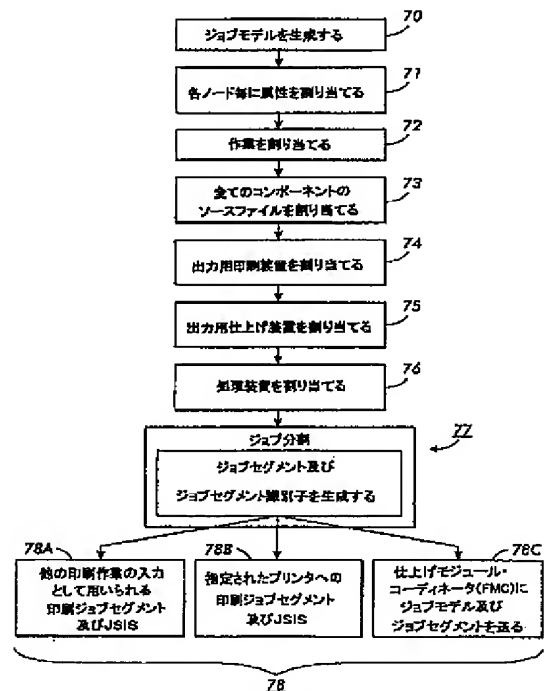 70
ジョブモデルを生成する
71
各ノード毎に属性を割り当てる
72
作業を割り当てる
73
全てのコンポーネントの
ソースファイルを割り当てる
74
出力用印刷装置を割り当てる
75
出力用仕上げ装置を割り当てる
76
処理装置を割り当てる
77
ジョブ分割
ジョブセグメント及び
ジョブセグメント識別子を生成する
78A
他の印刷作業の入力
として用いられる
印刷ジョブセグメント
及びJSIS
78B
指定されたプリンタへの
印刷ジョブセグメント
及びJSIS
78C
仕上げモジュール・
コーディネータ(FMC)に
ジョブモデル及び
ジョブセグメントを送る
78